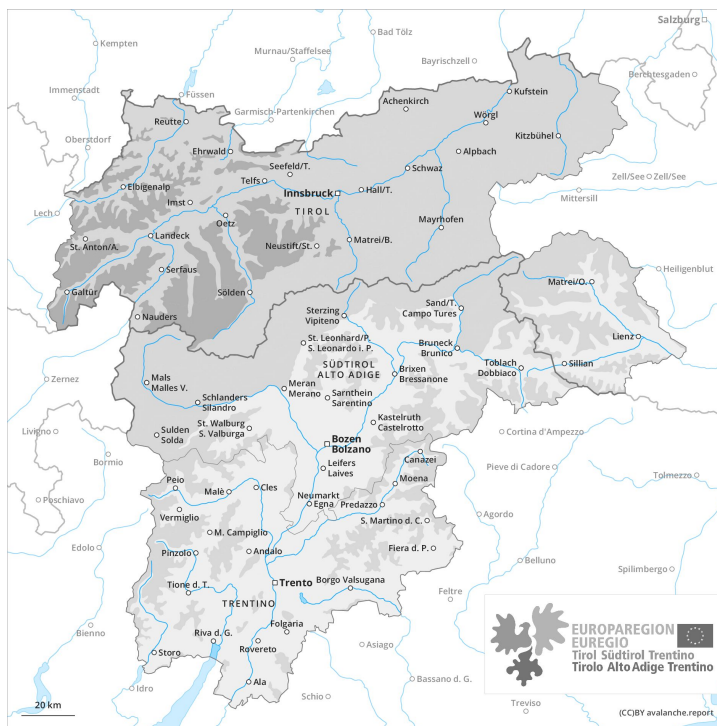 Salzburg
Kempten
Bad Tölz
Murnau/Staffelsee
Bayrischzell
Berchtesgaden
Immenstadt
Füssen
Achenkirch
Kufstein
Garmisch-Partenkirchen
Reutte
Wörgl
Oberstdorf
Kitzbühel
Ehrwald
Alpbach
Seefeld/T.
Schwaz
Telfs
Zell/See
Zell/See
Elbigenalp
Innsbruck
Hall/T.
Mittersill
Imst
TIROL
Lech
Oetz
Mayrhofen
Landeck
St. Anton/A.
Neustift/St.
Matrei/B.
Serfaus
Heiligenblut
Matrei/O.
Galtür
Sölden
Sand/T.
Campo Tures
Nauders
Sterzing
Vipiteno
Lienz
St. Leonhard/P.
S. Leonardo i. P.
Bruneck
Brunico
SÜDTIROL
ALTO ADIGE
Toblach
Dobbiaco
Sillian
Brixen
Bressanone
Zernez
Mals
Malles V.
Meran
Merano
Schlanders
Silandro
Sarnthein
Sarentino
St. Walburg
S. Valburga
Kastelruth
Castelrotto
Livigno
Sulden
Solda
Cortina d'Ampezzo
Bozen
Bolzano
Bormio
Canazei
Leifers
Laives
Pieve di Cadore
Tolmezzo
Peio
Moena
Malè
Cles
Neumarkt
Egna
Predazzo
Poschiavo
Vermiglio
S. Martino d. C.
Agordo
M. Campiglio
Edolo
Pinzolo
Andalo
Fiera d. P.
Belluno
Spilimbergo
Trento
Borgo Valsugana
Tione d. T.
Feltre
TRENTINO
Folgaria
Bienno
Riva d. G.
Rovereto
Asiago
Storo
Bassano d. G.
Ala
Idro
Schio
Treviso
EUROPAREGION
EUREGIO
Tirol Südtirol Trentino
Tirolo Alto Adige Trentino
20 km
(CC)BY avalanche.report